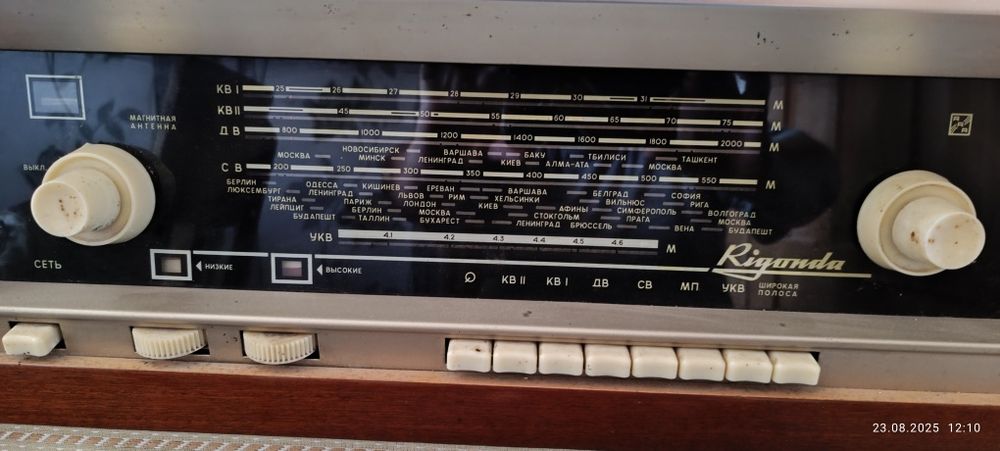 КВ I 25 26 27 28 29 30 31 М
КВ II 45 50 55 60 65 70 75 М
ДВ 800 1000 1200 1400 1600 1800 2000 М
МАГНИТНАЯ
АНТЕННА
НОВОСИБИРСК ВАРШАВА БАКУ ТБИЛИСИ ТАШКЕНТ
МОСКВА МИНСК ЛЕНИНГРАД КИЕВ АЛМА-АТА МОСКВА
ВЫКЛ.
СВ 200 250 300 350 400 450 500 550 М
БЕРЛИН ОДЕССА КИШИНЕВ ЕРЕВАН ВАРШАВА БЕЛГРАД СОФИЯ
ЛЮКСЕМБУРГ ЛЕНИНГРАД ЛЬВОВ РИМ ХЕЛЬСИНКИ ВИЛЬНЮС РИГА
ТИРАНА ПАРИЖ ЛОНДОН КИЕВ АФИНЫ СИМФЕРОПОЛЬ ВОЛГОГРАД
ЛЕЙПЦИГ БЕРЛИН МОСКВА СТОКГОЛЬМ ПРАГА МОСКВА
БУДАПЕШТ ТАЛЛИН БУХАРЕСТ ЛЕНИНГРАД БРЮССЕЛЬ ВЕНА БУДАПЕШТ
УКВ 4.1 4.2 4.3 4.4 4.5 4.6 М
Rigonda
СЕТЬ НИЗКИЕ ВЫСОКИЕ
КВ II КВ I ДВ СВ МП УКВ ШИРОКАЯ
ПОЛОСА
23.08.2025 12:10